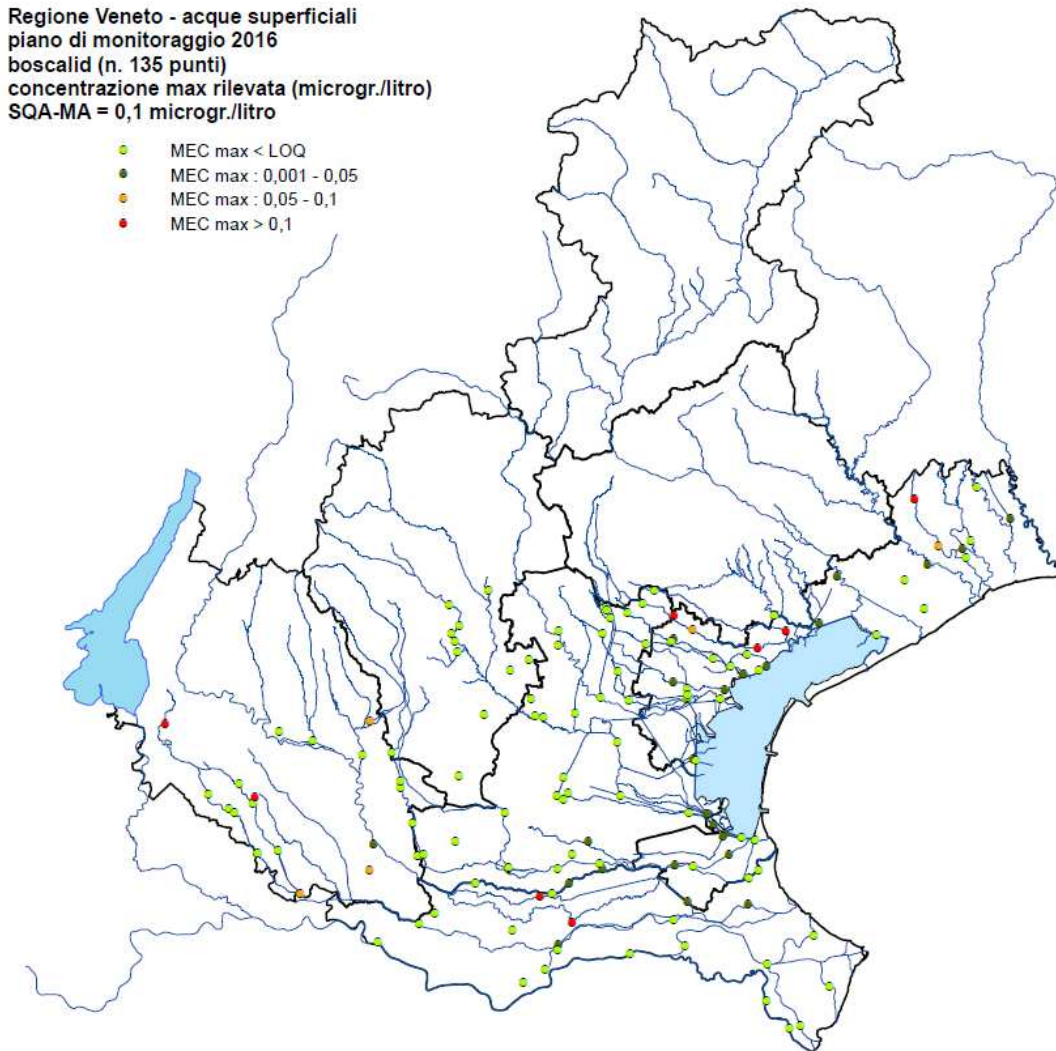 Regione Veneto - acque superficiali
piano di monitoraggio 2016
boscalid (n. 135 punti)
concentrazione max rilevata (microgr./litro)
SQA-MA = 0,1 microgr./litro
MEC max < LOQ
MEC max : 0,001 - 0,05
MEC max : 0,05 - 0,1
MEC max > 0,1